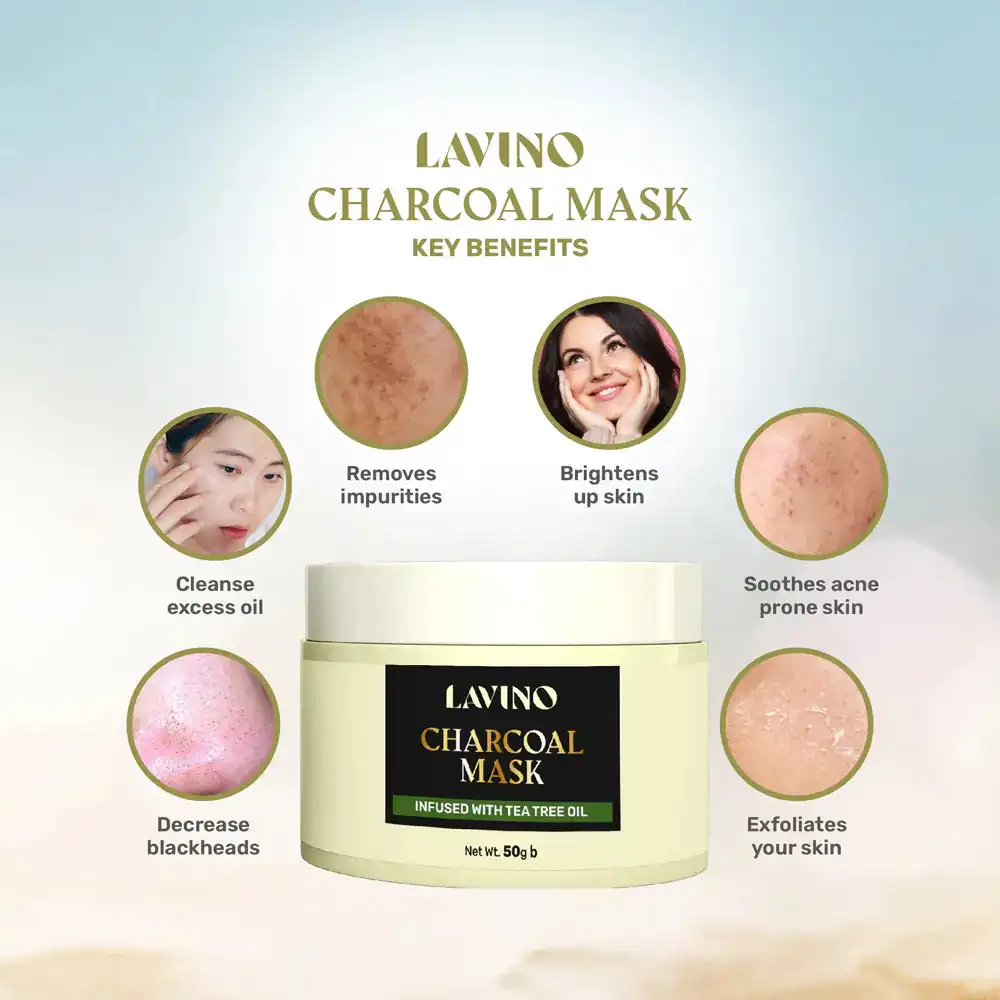 LAVINO
CHARCOAL MASK
KEY BENEFITS
Removes
impurities
Brightens
up skin
Cleanse
excess oil
Soothes acne
prone skin
Decrease
blackheads
Exfoliates
your skin
LAVINO
CHARCOAL
MASK
INFUSED WITH TEA TREE OIL
Net Wt. 50g b